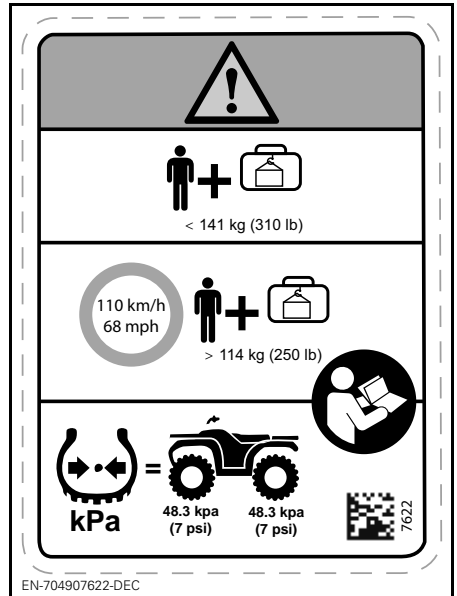 < 141 kg (310 lb)
110 km/h
68 mph
> 114 kg (250 lb)
kPa
=
48.3 kpa
(7 psi)
48.3 kpa
(7 psi)
7622
EN-704907622-DEC